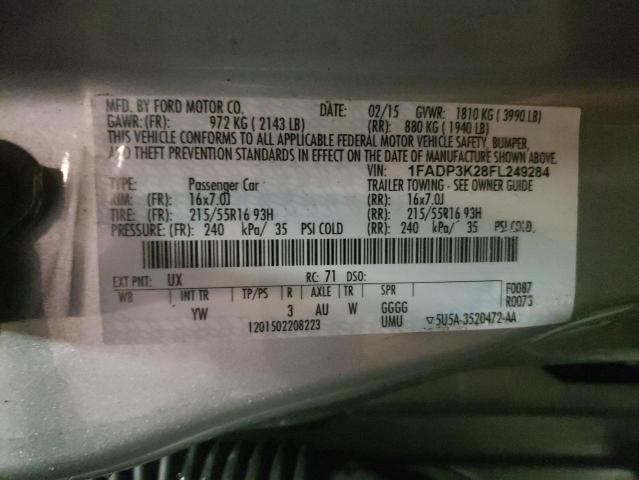 MFD. BY FORD MOTOR CO. DATE: 02/15 GVWR: 1810 KG ( 3990 LB)
GAWR: (FR): 972 KG ( 2143 LB) (RR): 880 KG ( 1940 LB)
THIS VEHICLE CONFORMS TO ALL APPLICABLE FEDERAL MOTOR VEHICLE SAFETY, BUMPER,
AND THEFT PREVENTION STANDARDS IN EFFECT ON THE DATE OF MANUFACTURE SHOWN ABOVE.
VIN: 1FADP3K28FL249284
TYPE: Passenger Car TRAILER TOWING - SEE OWNER GUIDE
RIM: (FR): 16x7.0J (RR): 16x7.0J
TIRE: (FR): 215/55R16 93H (RR): 215/55R16 93H
PRESSURE: (FR): 240 kPa/ 35 PSI COLD (RR): 240 kPa/ 35 PSI COLD
EXT PNT: UX RC: 71 DSO: F0087
WB INT TR TP/PS R AXLE TR SPR R0073
YW 3 AU W GGGG
1201502208223 UMU ▽5U5A-3520472-AA